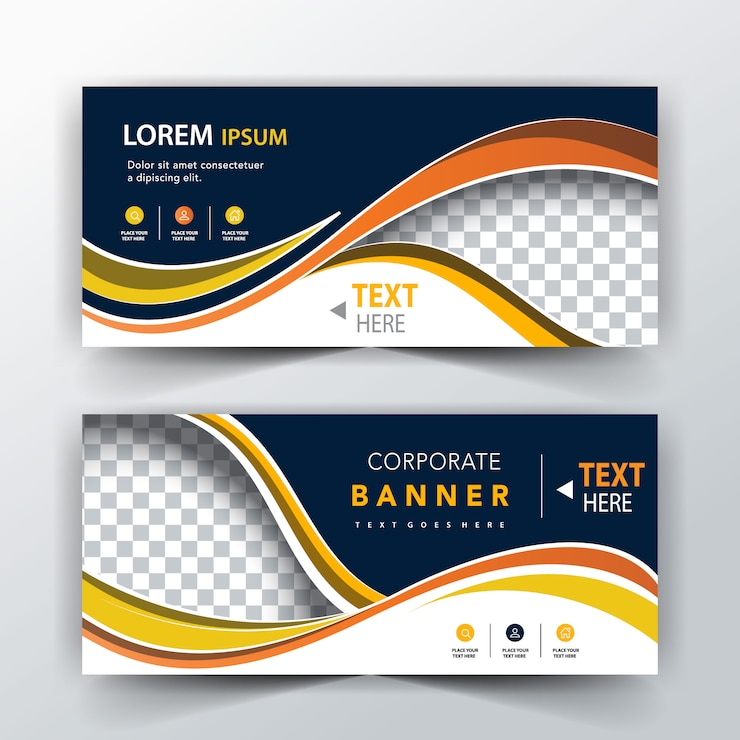 LOREM IPSUM
Dolor sit amet consectetur
a dipiscing elit.
PLACE YOUR
TEXT HERE
PLACE YOUR
TEXT HERE
PLACE YOUR
TEXT HERE
TEXT
HERE
CORPORATE
BANNER
TEXT GOES HERE
TEXT
HERE
PLACE YOUR
TEXT HERE
PLACE YOUR
TEXT HERE
PLACE YOUR
TEXT HERE